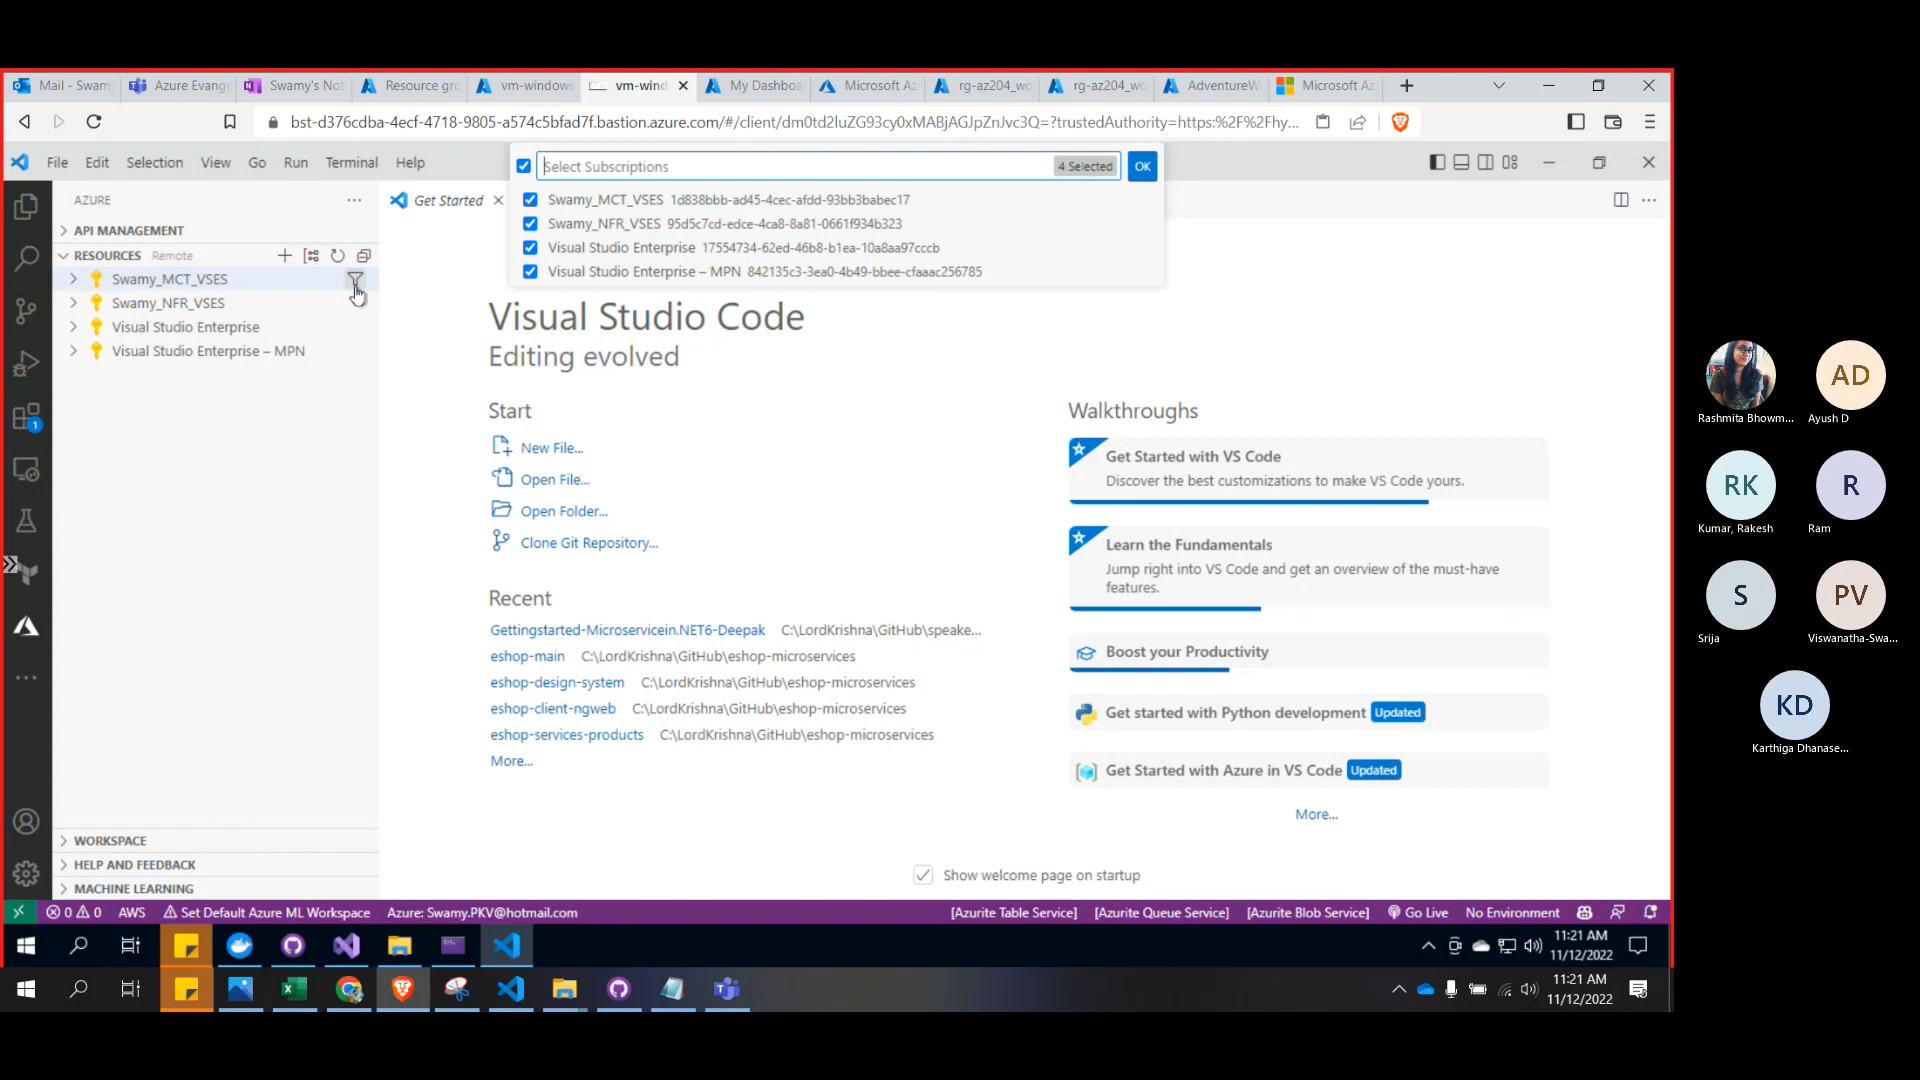 Mail - Swamy
Azure Evang
Swamy's Not
Resource gro
vm-windows
vm-wind
My Dashboa
Microsoft Az
rg-az204_wo
rg-az204_wo
AdventureW
Microsoft Az
bst-d376cdba-4ecf-4718-9805-a574c5bfad7f.bastion.azure.com/#/client/dm0td2luZG93cy0xMABjAGJpZnJvc3Q=?trustedAuthority=https:%2F%2Fhy...
File Edit Selection View Go Run Terminal Help
Select Subscriptions
4 Selected
OK
Swamy_MCT_VSES 1d838bbb-ad45-4cec-afdd-93bb3babec17
Swamy_NFR_VSES 95d5c7cd-edce-4ca8-8a81-0661f934b323
Visual Studio Enterprise 17554734-62ed-46b8-b1ea-10a8aa97cccb
Visual Studio Enterprise – MPN 842135c3-3ea0-4b49-bbee-cfaaac256785
AZURE
API MANAGEMENT
RESOURCES Remote
Swamy_MCT_VSES
Swamy_NFR_VSES
Visual Studio Enterprise
Visual Studio Enterprise – MPN
WORKSPACE
HELP AND FEEDBACK
MACHINE LEARNING
1
Get Started
Visual Studio Code
Editing evolved
Start
New File...
Open File...
Open Folder...
Clone Git Repository...
Recent
Gettingstarted-Microservicein.NET6-Deepak C:\LordKrishna\GitHub\speake...
eshop-main C:\LordKrishna\GitHub\eshop-microservices
eshop-design-system C:\LordKrishna\GitHub\eshop-microservices
eshop-client-ngweb C:\LordKrishna\GitHub\eshop-microservices
eshop-services-products C:\LordKrishna\GitHub\eshop-microservices
More...
Walkthroughs
Get Started with VS Code
Discover the best customizations to make VS Code yours.
Learn the Fundamentals
Jump right into VS Code and get an overview of the must-have
features.
Boost your Productivity
Get started with Python development Updated
Get Started with Azure in VS Code Updated
More...
Show welcome page on startup
0 0 AWS Set Default Azure ML Workspace Azure: Swamy.PKV@hotmail.com
[Azurite Table Service] [Azurite Queue Service] [Azurite Blob Service] Go Live No Environment
11:21 AM
11/12/2022
11:21 AM
11/12/2022
Rashmita Bhowm...
AD
Ayush D
RK
Kumar, Rakesh
R
Ram
S
Srija
PV
Viswanatha-Swa...
KD
Karthiga Dhanase...